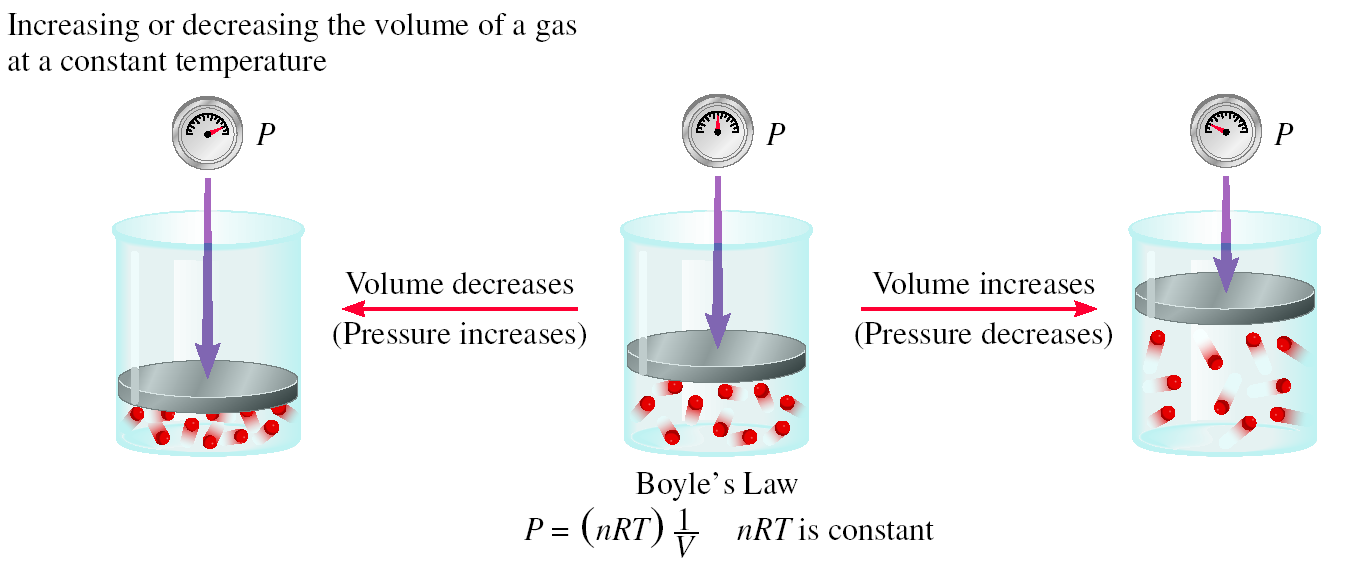 Increasing or decreasing the volume of a gas
at a constant temperature
P
P
P
Volume decreases
(Pressure increases)
Volume increases
(Pressure decreases)
Boyle's Law
P = (nRT) 1/V nRT is constant